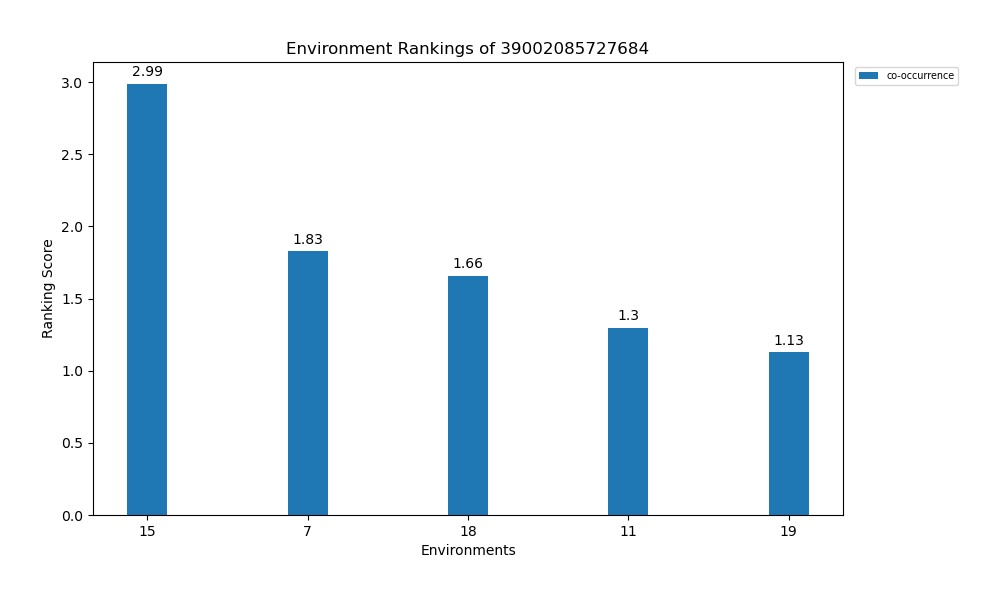 Environment Rankings of 39002085727684
co-occurrence
Ranking Score
3.0
2.5
2.0
1.5
1.0
0.5
0.0
2.99
1.83
1.66
1.3
1.13
15 7 18 11 19
Environments